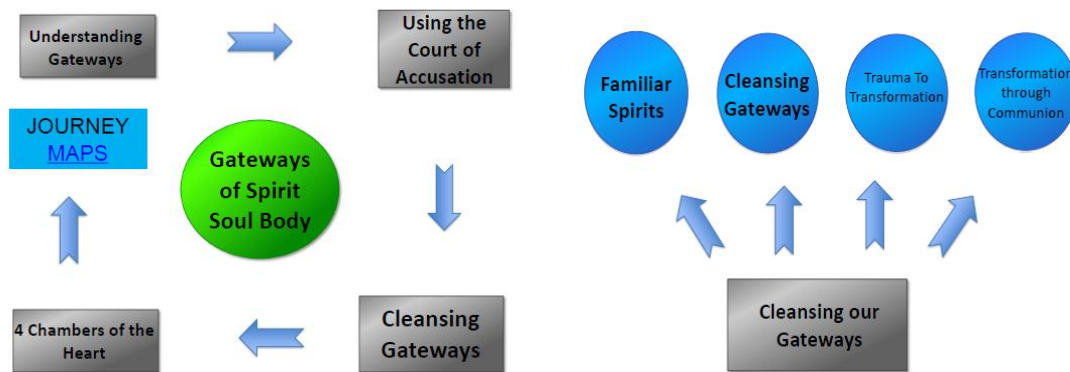 Understanding
Gateways
Using the
Court of
Accusation
JOURNEY
MAPS
Gateways
of Spirit
Soul Body
4 Chambers of the
Heart
Cleansing
Gateways
Familiar
Spirits
Cleansing
Gateways
Trauma To
Transformation
Transformation
through
Communion
Cleansing our
Gateways